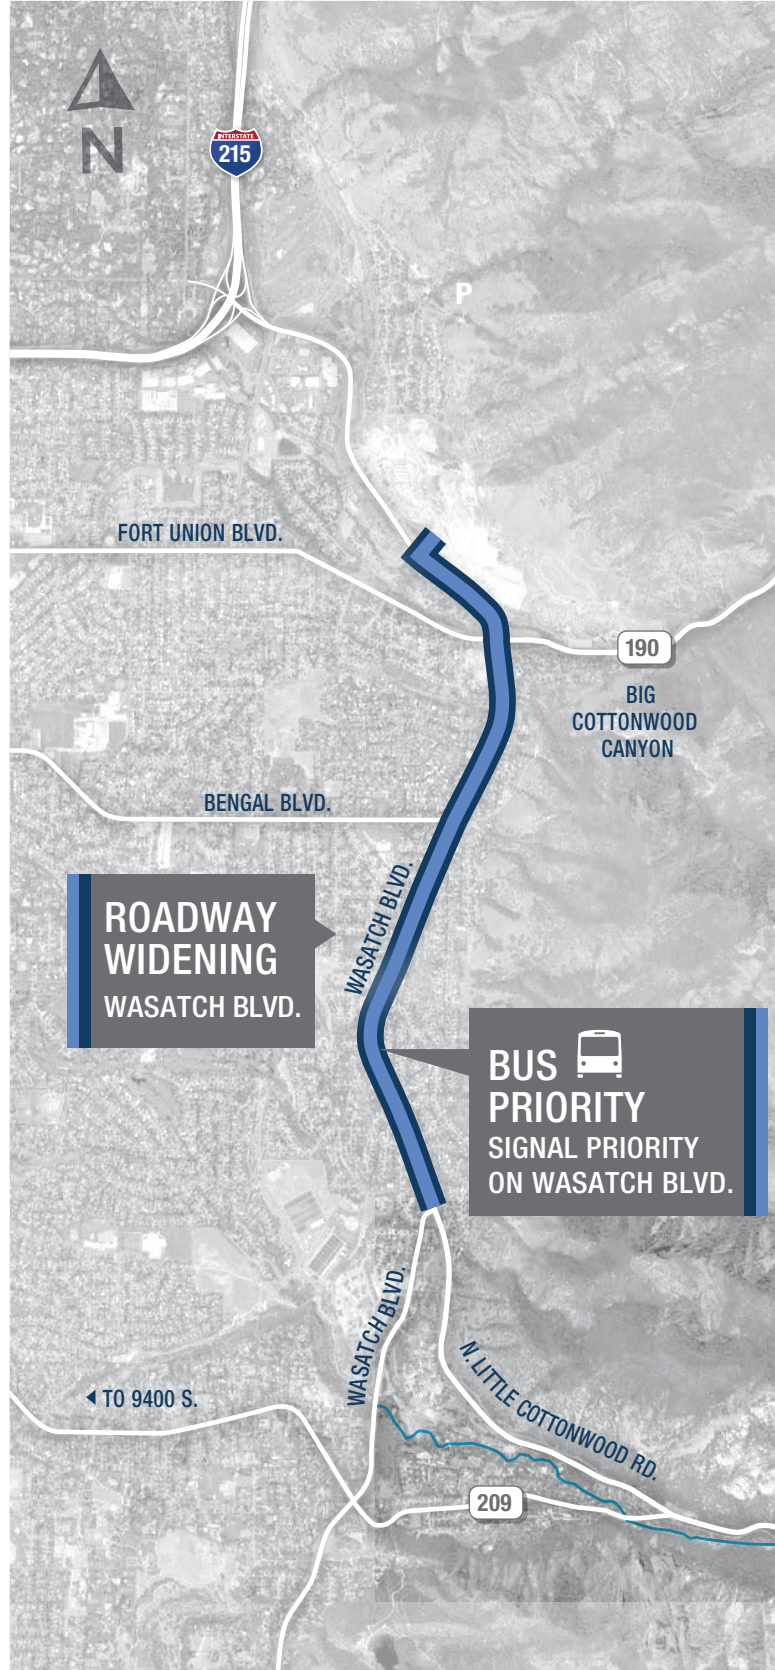 N
INTERSTATE
215
P
FORT UNION BLVD.
190
BIG
COTTONWOOD
CANYON
BENGAL BLVD.
WASATCH BLVD.
ROADWAY
WIDENING
WASATCH BLVD.
BUS
PRIORITY
SIGNAL PRIORITY
ON WASATCH BLVD.
WASATCH BLVD.
N. LITTLE COTTONWOOD RD.
TO 9400 S.
209